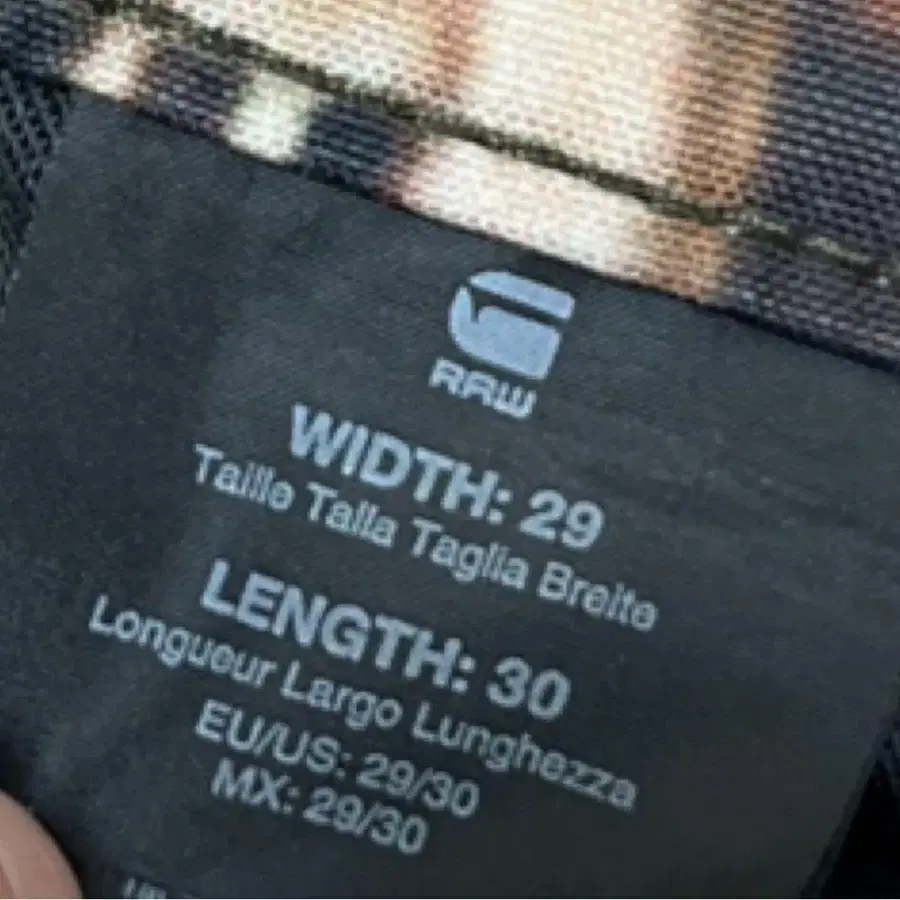 RAW
WIDTH: 29
Taille Talla Taglia Breite
LENGTH: 30
Longueur Largo Lunghezza
EU/US: 29/30
MX: 29/30